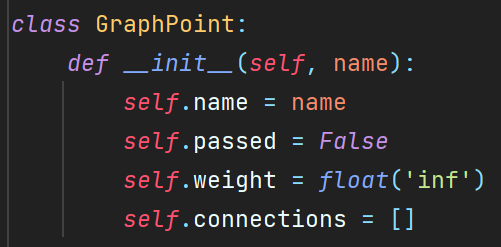 class GraphPoint:
    def __init__(self, name):
        self.name = name
        self.passed = False
        self.weight = float('inf')
        self.connections = []